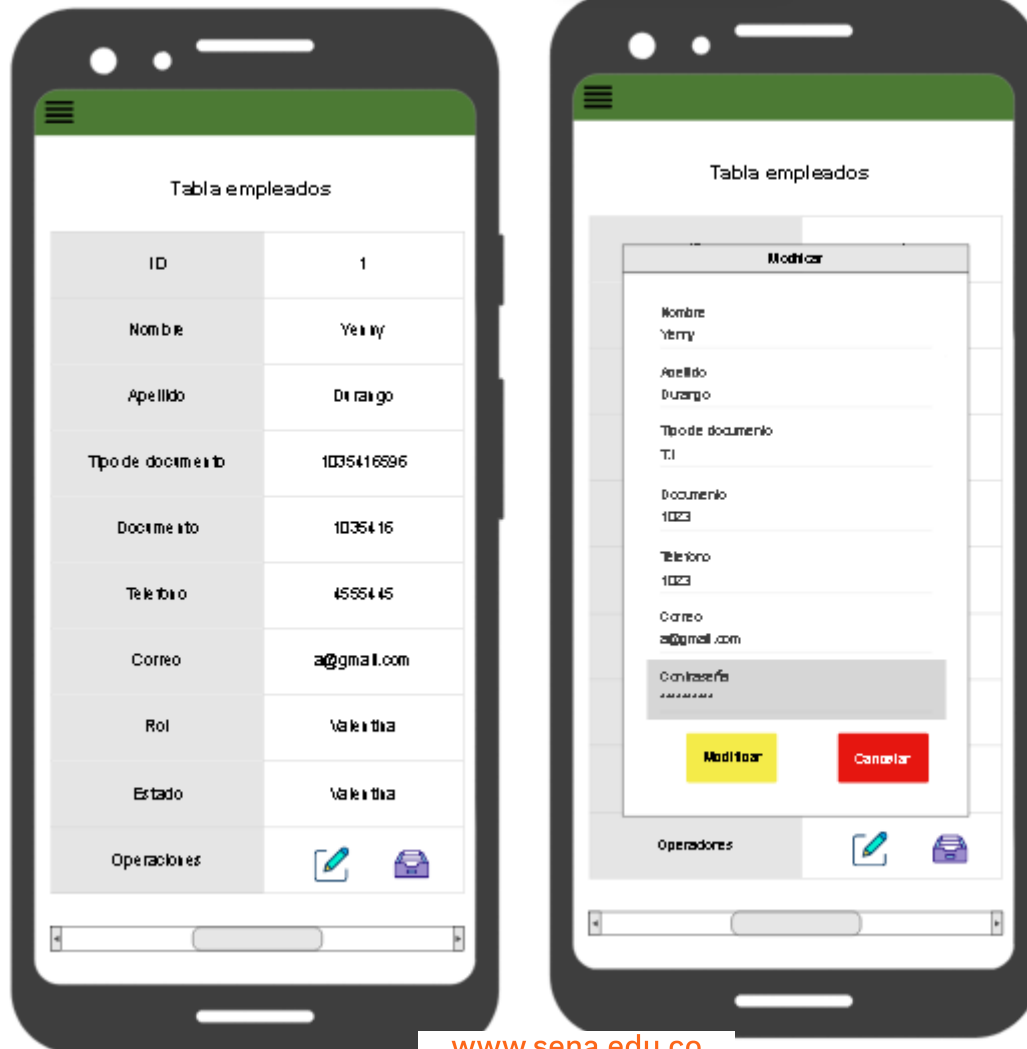 Tabla empleados
ID 1
Nombre Yenny
Apellido Durango
Tipo de documento 1035416596
Documento 1035416
Telefono 4555445
Correo a@gmail.com
Rol Valentina
Estado Valentina
Operaciones
Tabla empleados
Modificar
Nombre
Yenny
Apellido
Durango
Tipo de documento
T.I
Documento
1023
Telefono
1023
Correo
a@gmail.com
Contraseña
**********
Modificar Cancelar
Operadores
www.sena.edu.co